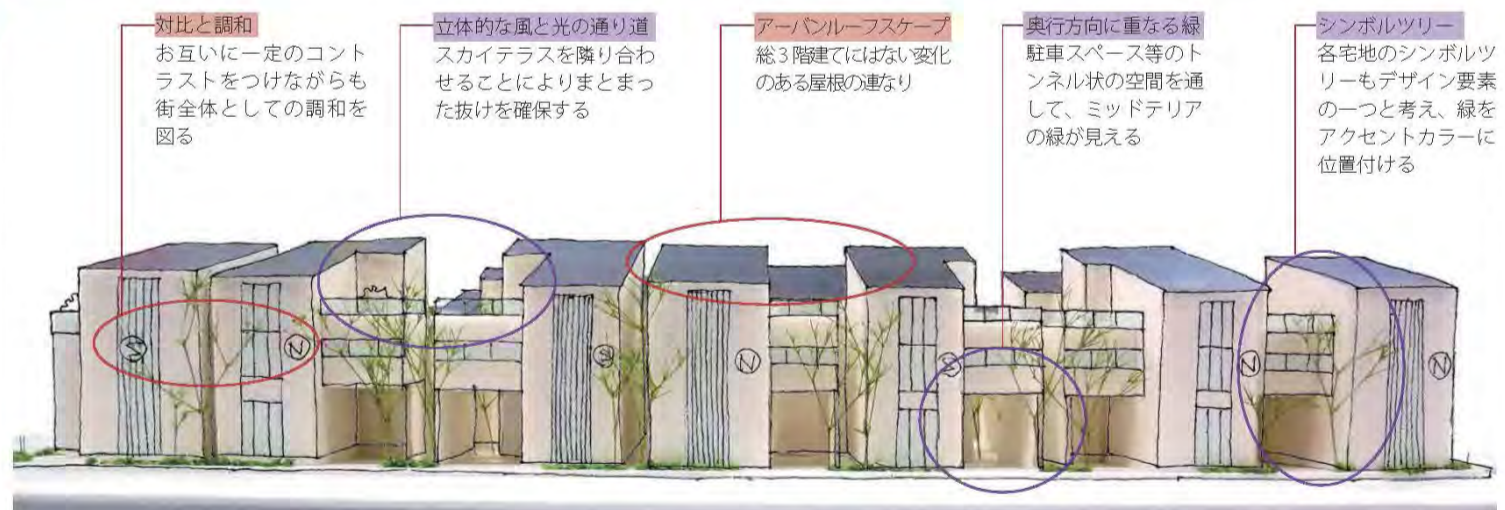 対比と調和
お互いに一定のコント
ラストをつけながらも
街全体としての調和を
図る
立体的な風と光の通り道
スカイテラスを隣り合わ
せることによりまとまっ
た抜けを確保する
アーバンルーフスケープ
総3階建てにはない変化
のある屋根の連なり
奥行方向に重なる緑
駐車スペース等のト
ンネル状の空間を通
して、ミッドテリア
の緑が見える
シンボルツリー
各宅地のシンボルツ
リーもデザイン要素
の一つと考え、緑を
アクセントカラーに
位置付ける
W
N
W
N
W
N
N